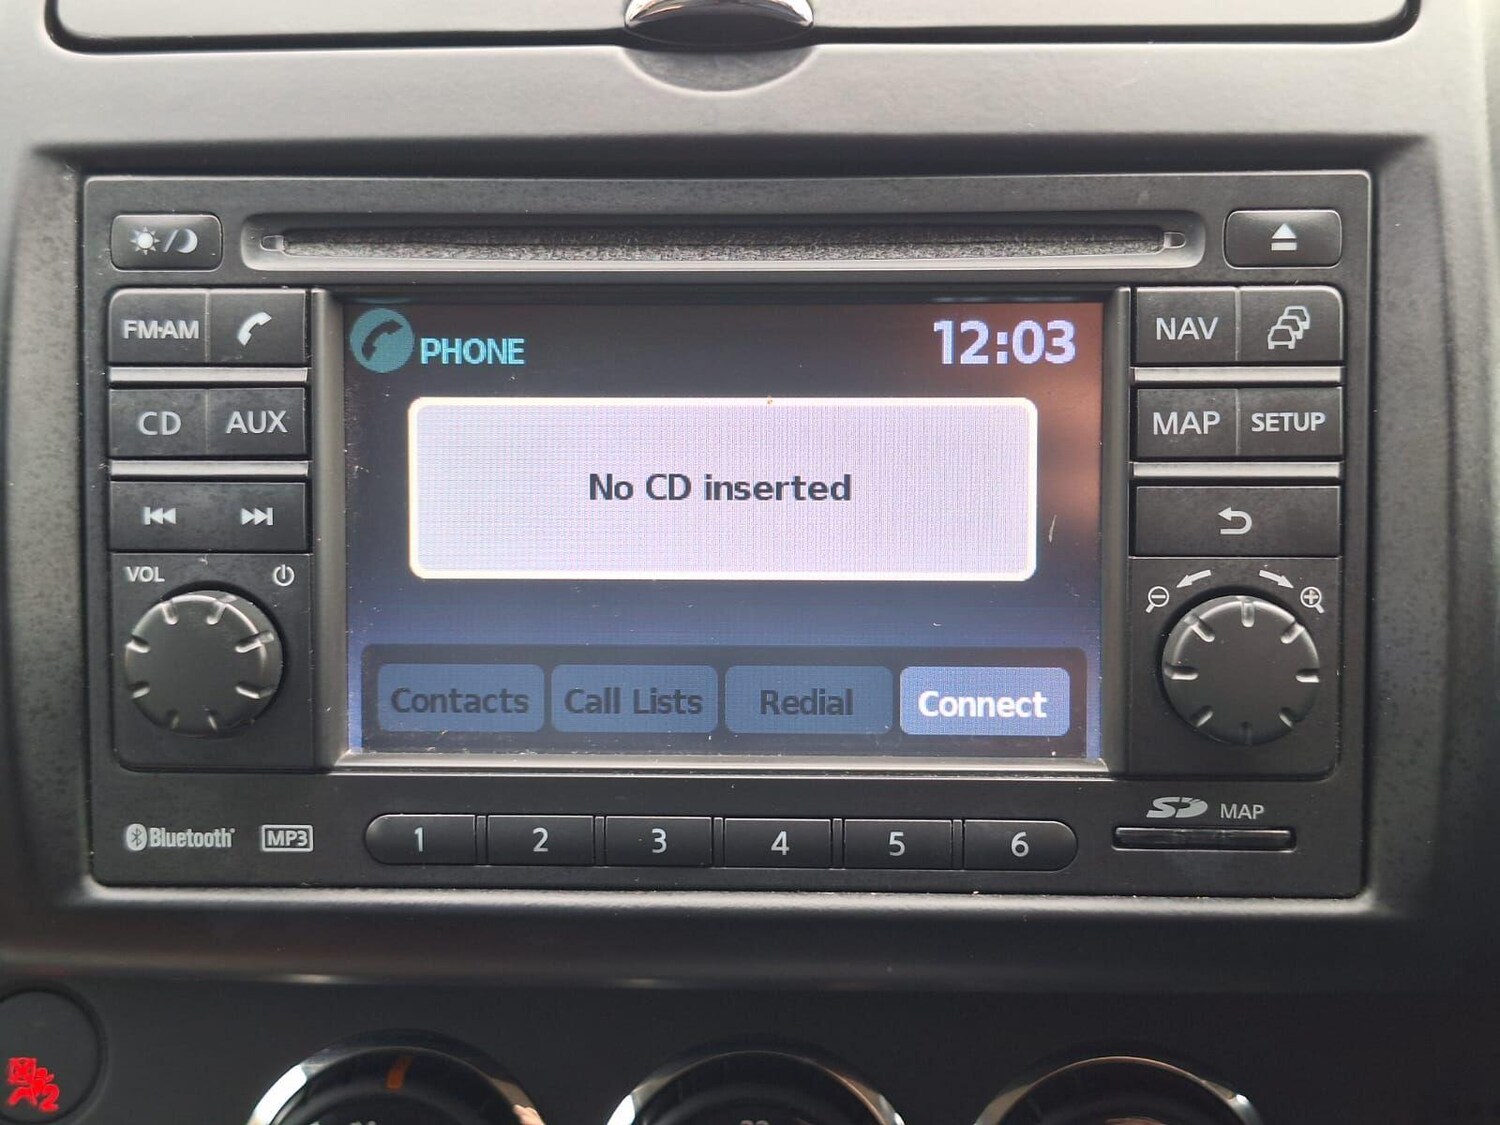 FM·AM
CD
AUX
VOL
PHONE
12:03
No CD inserted
Contacts
Call Lists
Redial
Connect
NAV
MAP
SETUP
Bluetooth®
MP3
1
2
3
4
5
6
SD MAP